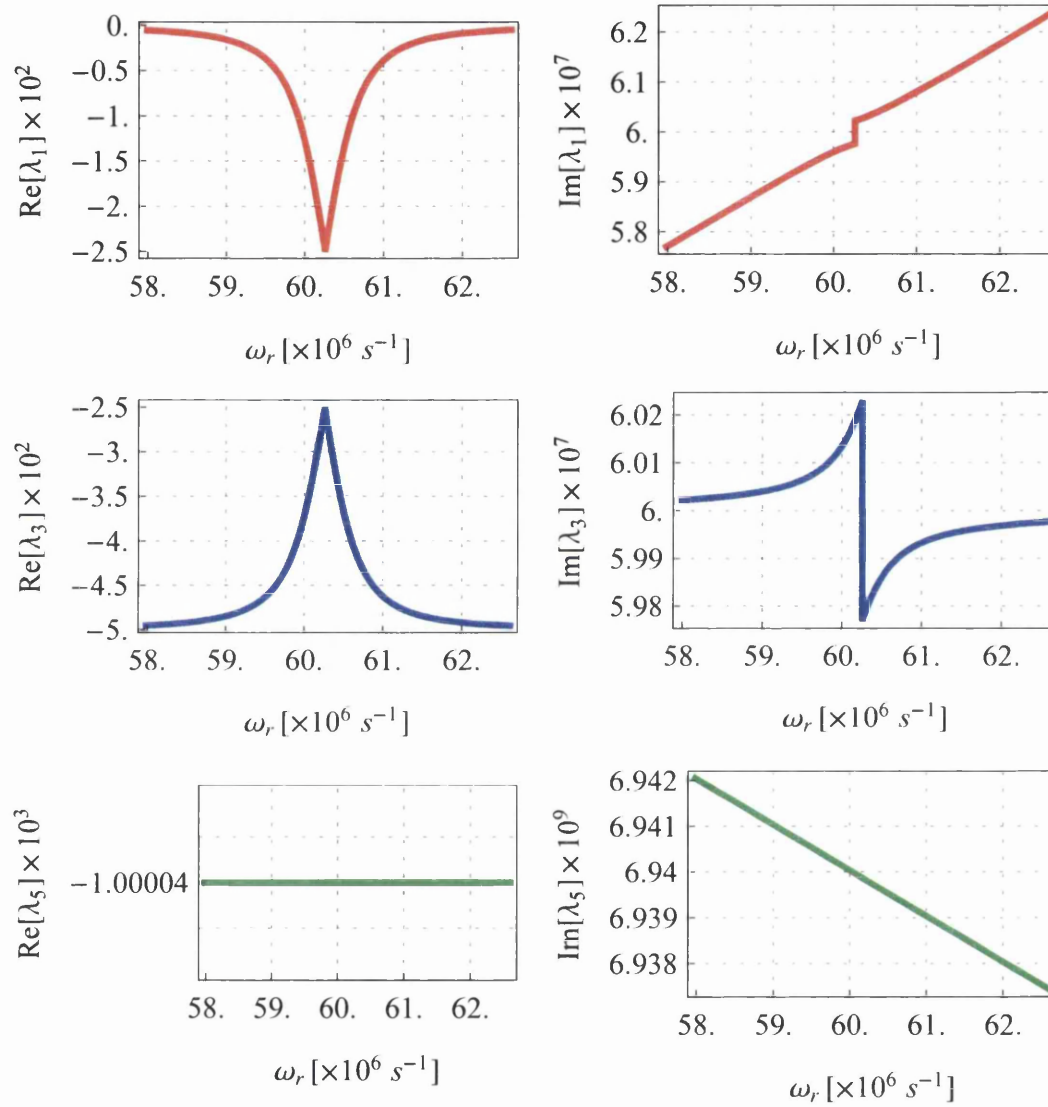 Re[λ₁] × 10²
0.
−0.5
−1.
−1.5
−2.
−2.5
58. 59. 60. 61. 62.
ωᵣ [×10⁶ s⁻¹]
Im[λ₁] × 10⁷
6.2
6.1
6.
5.9
5.8
58. 59. 60. 61. 62.
ωᵣ [×10⁶ s⁻¹]
Re[λ₃] × 10²
−2.5
−3.
−3.5
−4.
−4.5
−5.
58. 59. 60. 61. 62.
ωᵣ [×10⁶ s⁻¹]
Im[λ₃] × 10⁷
6.02
6.01
6.
5.99
5.98
58. 59. 60. 61. 62.
ωᵣ [×10⁶ s⁻¹]
Re[λ₅] × 10³
−1.00004
58. 59. 60. 61. 62.
ωᵣ [×10⁶ s⁻¹]
Im[λ₅] × 10⁹
6.942
6.941
6.94
6.939
6.938
58. 59. 60. 61. 62.
ωᵣ [×10⁶ s⁻¹]